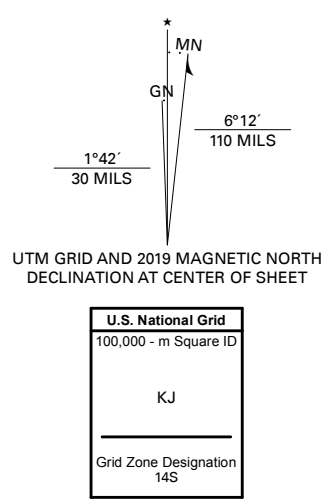 ★
MN
GN
6°12´
110 MILS
1°42´
30 MILS
UTM GRID AND 2019 MAGNETIC NORTH
DECLINATION AT CENTER OF SHEET
U.S. National Grid
100,000 - m Square ID
KJ
Grid Zone Designation
14S